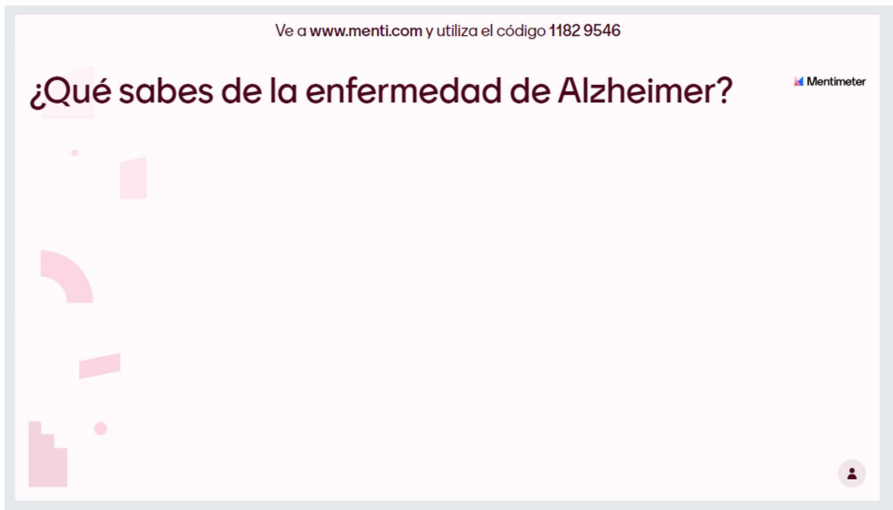 Ve a www.menti.com y utiliza el código 1182 9546
¿Qué sabes de la enfermedad de Alzheimer?
Mentimeter